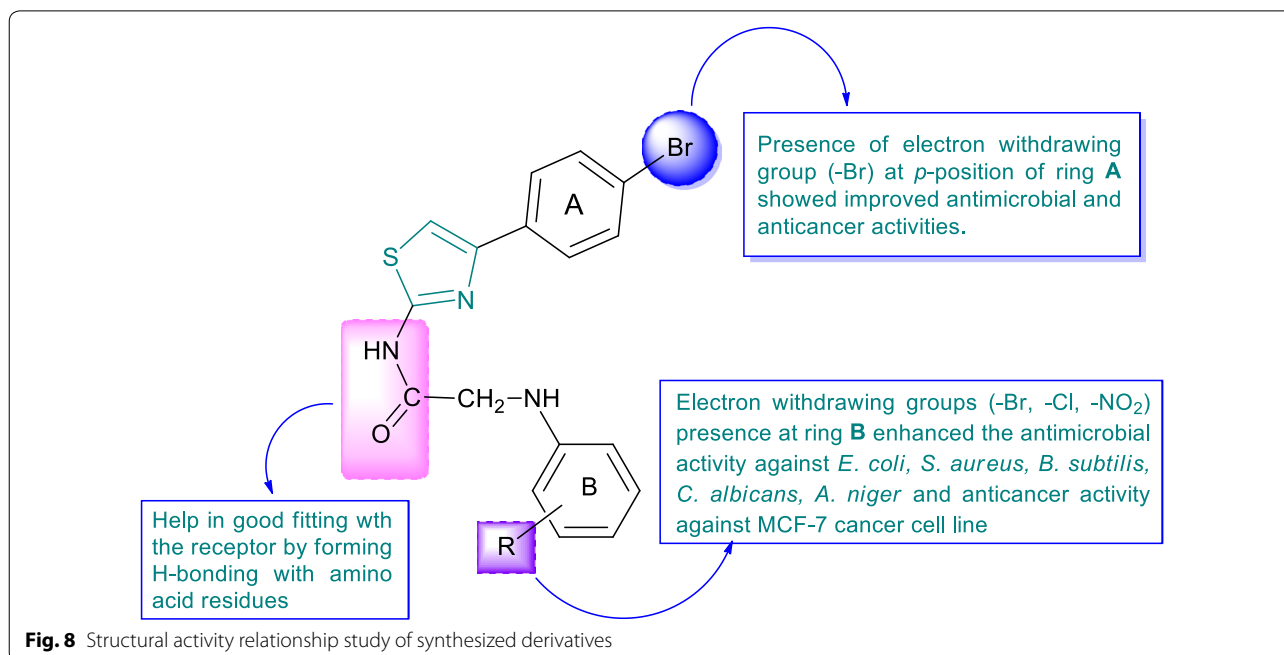 Br
Presence of electron withdrawing
group (-Br) at p-position of ring A
showed improved antimicrobial and
anticancer activities.
A
S
N
HN
C
CH2
NH
O
Electron withdrawing groups (-Br, -Cl, -NO2)
presence at ring B enhanced the antimicrobial
activity against E. coli, S. aureus, B. subtilis,
C. albicans, A. niger and anticancer activity
against MCF-7 cancer cell line
B
R
Help in good fitting wth
the receptor by forming
H-bonding with amino
acid residues
Fig. 8 Structural activity relationship study of synthesized derivatives